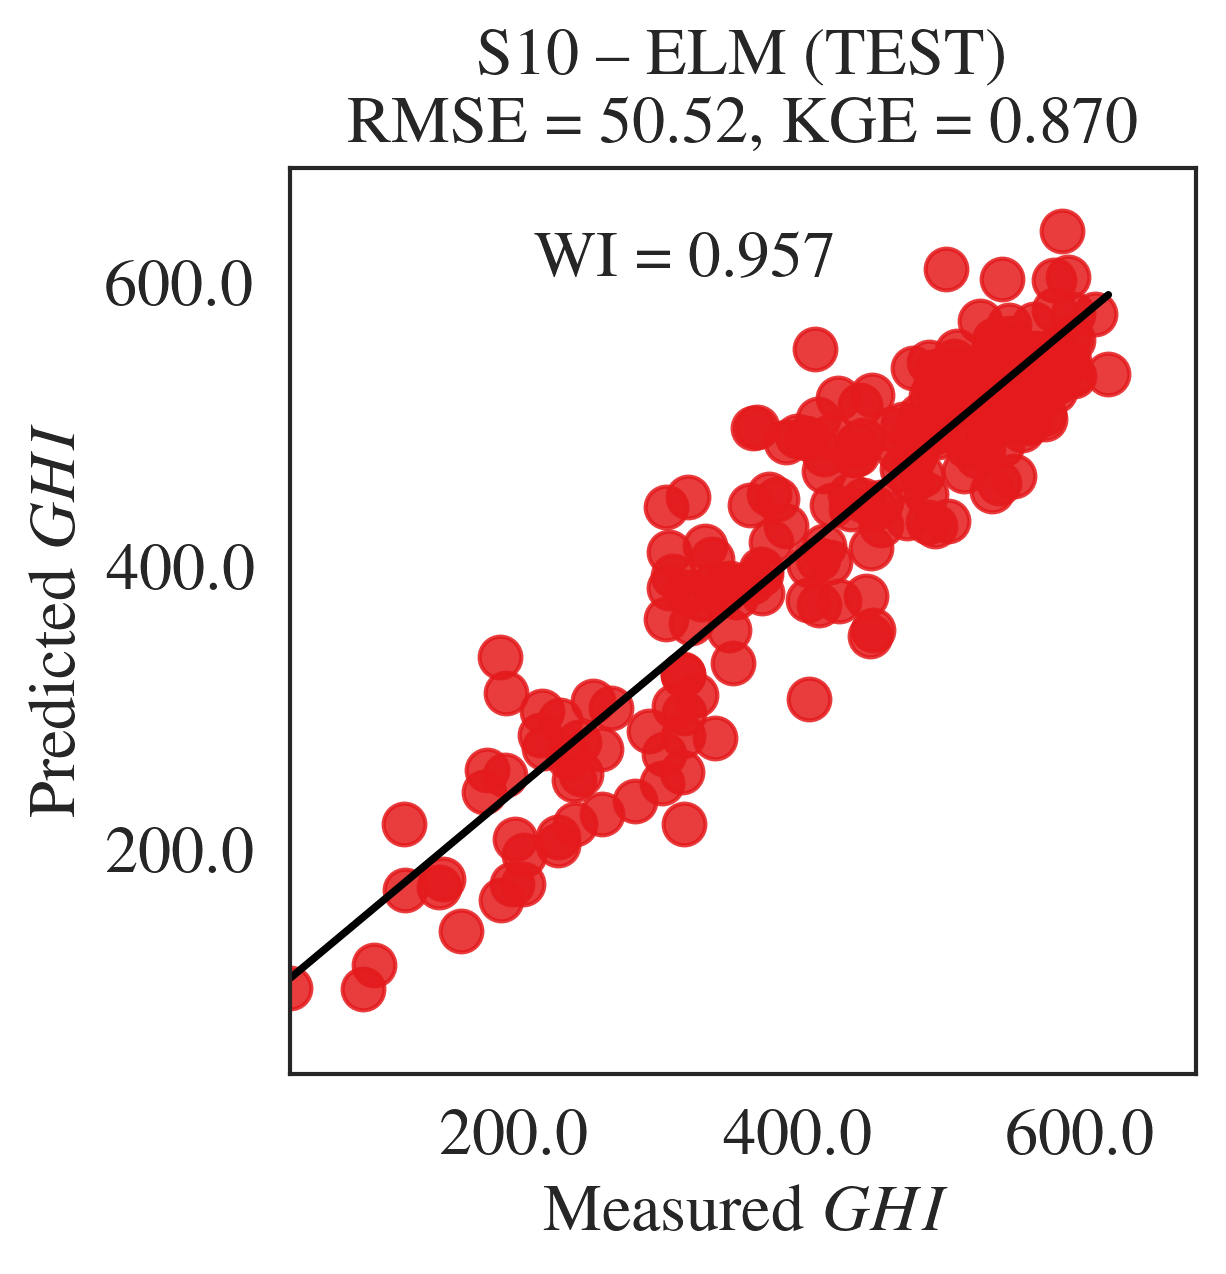 S10 – ELM (TEST)
RMSE = 50.52, KGE = 0.870
WI = 0.957
600.0
400.0
200.0
Predicted GHI
200.0 400.0 600.0
Measured GHI